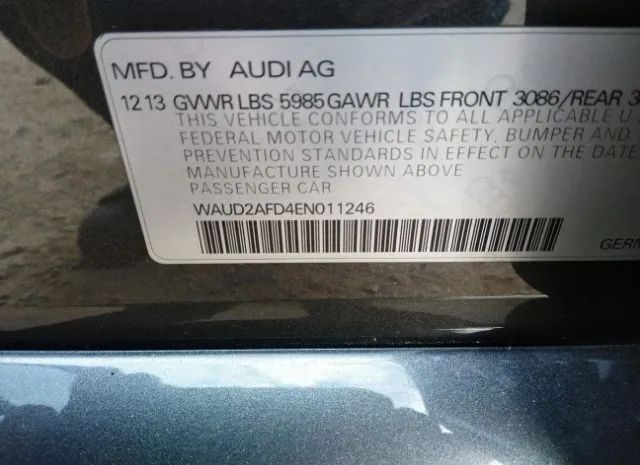 MFD. BY AUDI AG
12 13 GVWR LBS 5985 GAWR LBS FRONT 3086/REAR 3
THIS VEHICLE CONFORMS TO ALL APPLICABLE U
FEDERAL MOTOR VEHICLE SAFETY, BUMPER AND
PREVENTION STANDARDS IN EFFECT ON THE DATE
MANUFACTURE SHOWN ABOVE
PASSENGER CAR
WAUD2AFD4EN011246
GERM